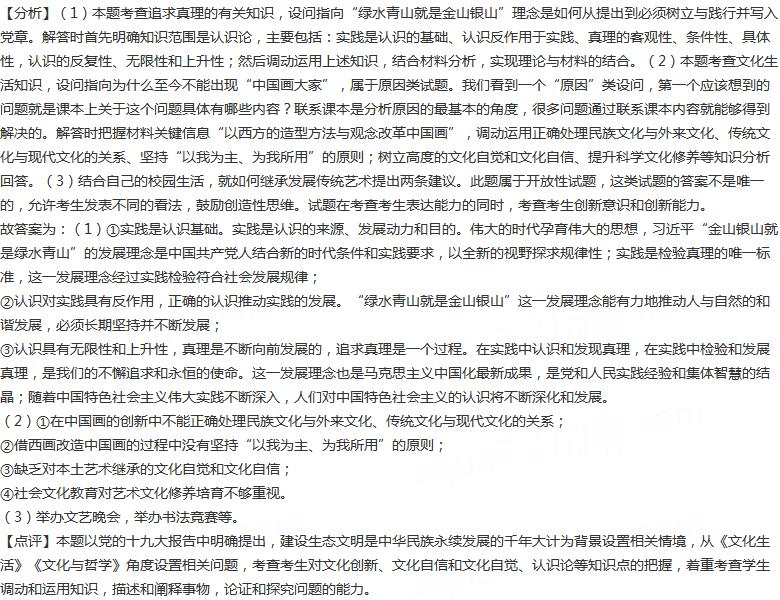 【分析】（1）本题考查追求真理的有关知识，设问指向“绿水青山就是金山银山”理念是如何从提出到必须树立与践行并写入
党章。解答时首先明确知识范围是认识论，主要包括：实践是认识的基础、认识反作用于实践、真理的客观性、条件性、具体
性，认识的反复性、无限性和上升性；然后调动运用上述知识，结合材料分析，实现理论与材料的结合。（2）本题考查文化生
活知识，设问指向为什么至今不能出现“中国画大家”，属于原因类试题。我们看到一个“原因”类设问，第一个应该想到的
问题就是课本上关于这个问题具体有哪些内容？联系课本是分析原因的最基本的角度，很多问题通过联系课本内容就能够得到
解决的。解答时把握材料关键信息“以西方的造型方法与观念改革中国画”，调动运用正确处理民族文化与外来文化、传统文
化与现代文化的关系、坚持“以我为主、为我所用”的原则；树立高度的文化自觉和文化自信、提升科学文化修养等知识分析
回答。（3）结合自己的校园生活，就如何继承发展传统艺术提出两条建议。此题属于开放性试题，这类试题的答案不是唯一
的，允许考生发表不同的看法，鼓励创造性思维。试题在考查考生表达能力的同时，考查考生创新意识和创新能力。
故答案为：（1）①实践是认识基础。实践是认识的来源、发展动力和目的。伟大的时代孕育伟大的思想，习近平“金山银山就
是绿水青山”的发展理念是中国共产党人结合新的时代条件和实践要求，以全新的视野探求规律性；实践是检验真理的唯一标
准，这一发展理念经过实践检验符合社会发展规律；
②认识对实践具有反作用，正确的认识推动实践的发展。“绿水青山就是金山银山”这一发展理念能有力地推动人与自然的和
谐发展，必须长期坚持并不断发展；
③认识具有无限性和上升性，真理是不断向前发展的，追求真理是一个过程。在实践中认识和发现真理，在实践中检验和发展
真理，是我们的不懈追求和永恒的使命。这一发展理念也是马克思主义中国化最新成果，是党和人民实践经验和集体智慧的结
晶；随着中国特色社会主义伟大实践不断深入，人们对中国特色社会主义的认识将不断深化和发展。
（2）①在中国画的创新中不能正确处理民族文化与外来文化、传统文化与现代文化的关系；
②借西画改造中国画的过程中没有坚持“以我为主、为我所用”的原则；
③缺乏对本土艺术继承的文化自觉和文化自信；
④社会文化教育对艺术文化修养培育不够重视。
（3）举办文艺晚会，举办书法竞赛等。
【点评】本题以党的十九大报告中明确提出，建设生态文明是中华民族永续发展的千年大计为背景设置相关情境，从《文化生
活》《文化与哲学》角度设置相关问题，考查考生对文化创新、文化自信和文化自觉、认识论等知识点的把握，着重考查学生
调动和运用知识，描述和阐释事物，论证和探究问题的能力。